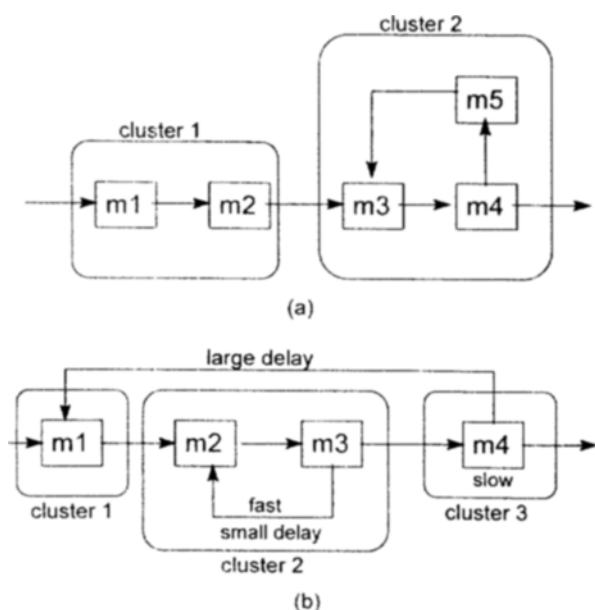 cluster 2
m5
cluster 1
m1 m2 m3 m4
(a)
large delay
m1 m2 m3 m4
fast slow
cluster 1 small delay cluster 3
cluster 2
(b)